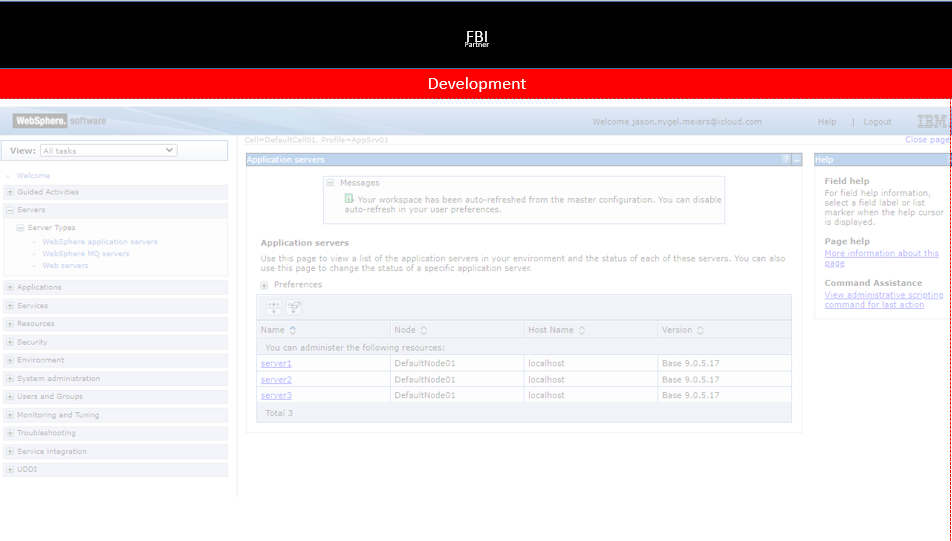 FBI
Partner
Development
WebSphere. software
Welcome jason.nygel.meiers@icloud.com
Help | Logout
IBM
View: All tasks
Cell=DefaultCell01, Profile=AppSrv01
Close page
Welcome
Guided Activities
Servers
Server Types
WebSphere application servers
WebSphere MQ servers
Web servers
Applications
Services
Resources
Security
Environment
System administration
Users and Groups
Monitoring and Tuning
Troubleshooting
Service integration
UDDI
Application servers
? _
Messages
Your workspace has been auto-refreshed from the master configuration. You can disable
auto-refresh in your user preferences.
Application servers
Use this page to view a list of the application servers in your environment and the status of each of these servers. You can also
use this page to change the status of a specific application server.
Preferences
Name Node Host Name Version
You can administer the following resources:
server1 DefaultNode01 localhost Base 9.0.5.17
server2 DefaultNode01 localhost Base 9.0.5.17
server3 DefaultNode01 localhost Base 9.0.5.17
Total 3
Help
Field help
For field help information,
select a field label or list
marker when the help cursor
is displayed.
Page help
More information about this
page
Command Assistance
View administrative scripting
command for last action